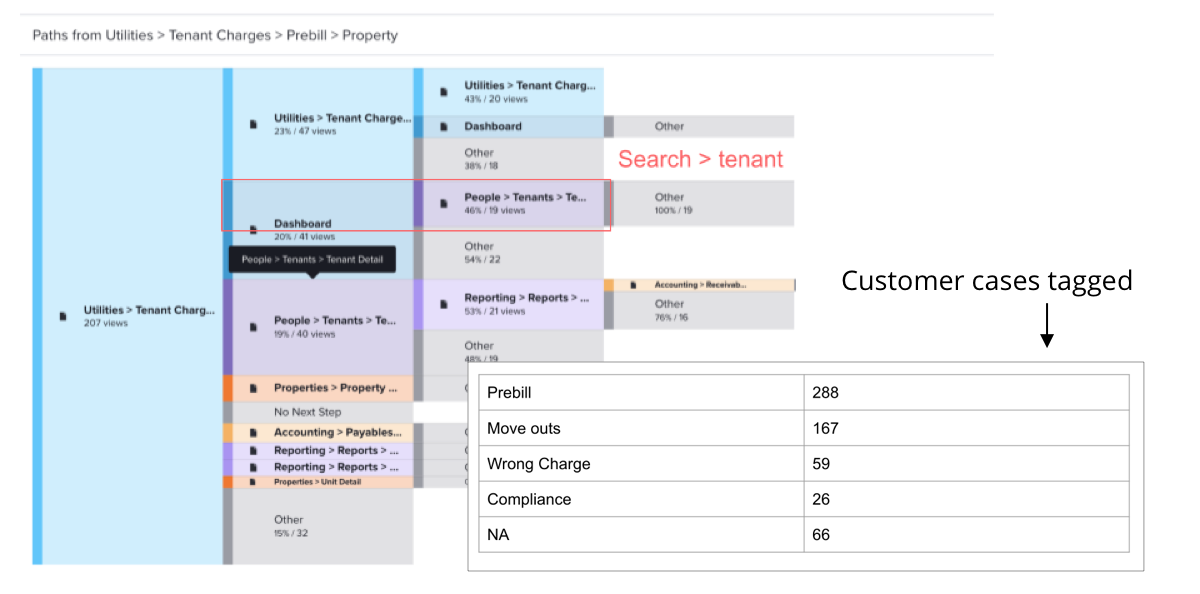 Paths from Utilities > Tenant Charges > Prebill > Property
Utilities > Tenant Charg...
207 views
Utilities > Tenant Charge...
23% / 47 views
Dashboard
20% / 41 views
People > Tenants > Tenant Detail
People > Tenants > Te...
19% / 40 views
Properties > Property ...
No Next Step
Accounting > Payables...
Reporting > Reports > ...
Reporting > Reports > ...
Properties > Unit Detail
Other
15% / 32
Utilities > Tenant Charg...
43% / 20 views
Dashboard
Other
38% / 18
People > Tenants > Te...
46% / 19 views
Other
54% / 22
Reporting > Reports > ...
53% / 21 views
Other
48% / 19
Other
Search > tenant
Other
100% / 19
Accounting > Receivab...
Other
76% / 16
Customer cases tagged
Prebill 288
Move outs 167
Wrong Charge 59
Compliance 26
NA 66